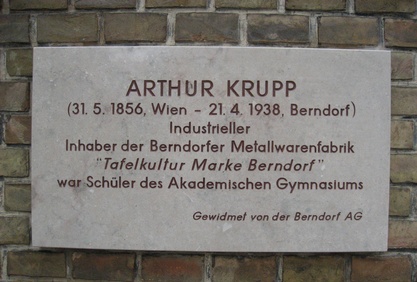 ARTHUR KRUPP
(31. 5. 1856, Wien - 21. 4. 1938, Berndorf)
Industrieller
Inhaber der Berndorfer Metallwarenfabrik
"Tafelkultur Marke Berndorf"
war Schüler des Akademischen Gymnasiums
Gewidmet von der Berndorf AG